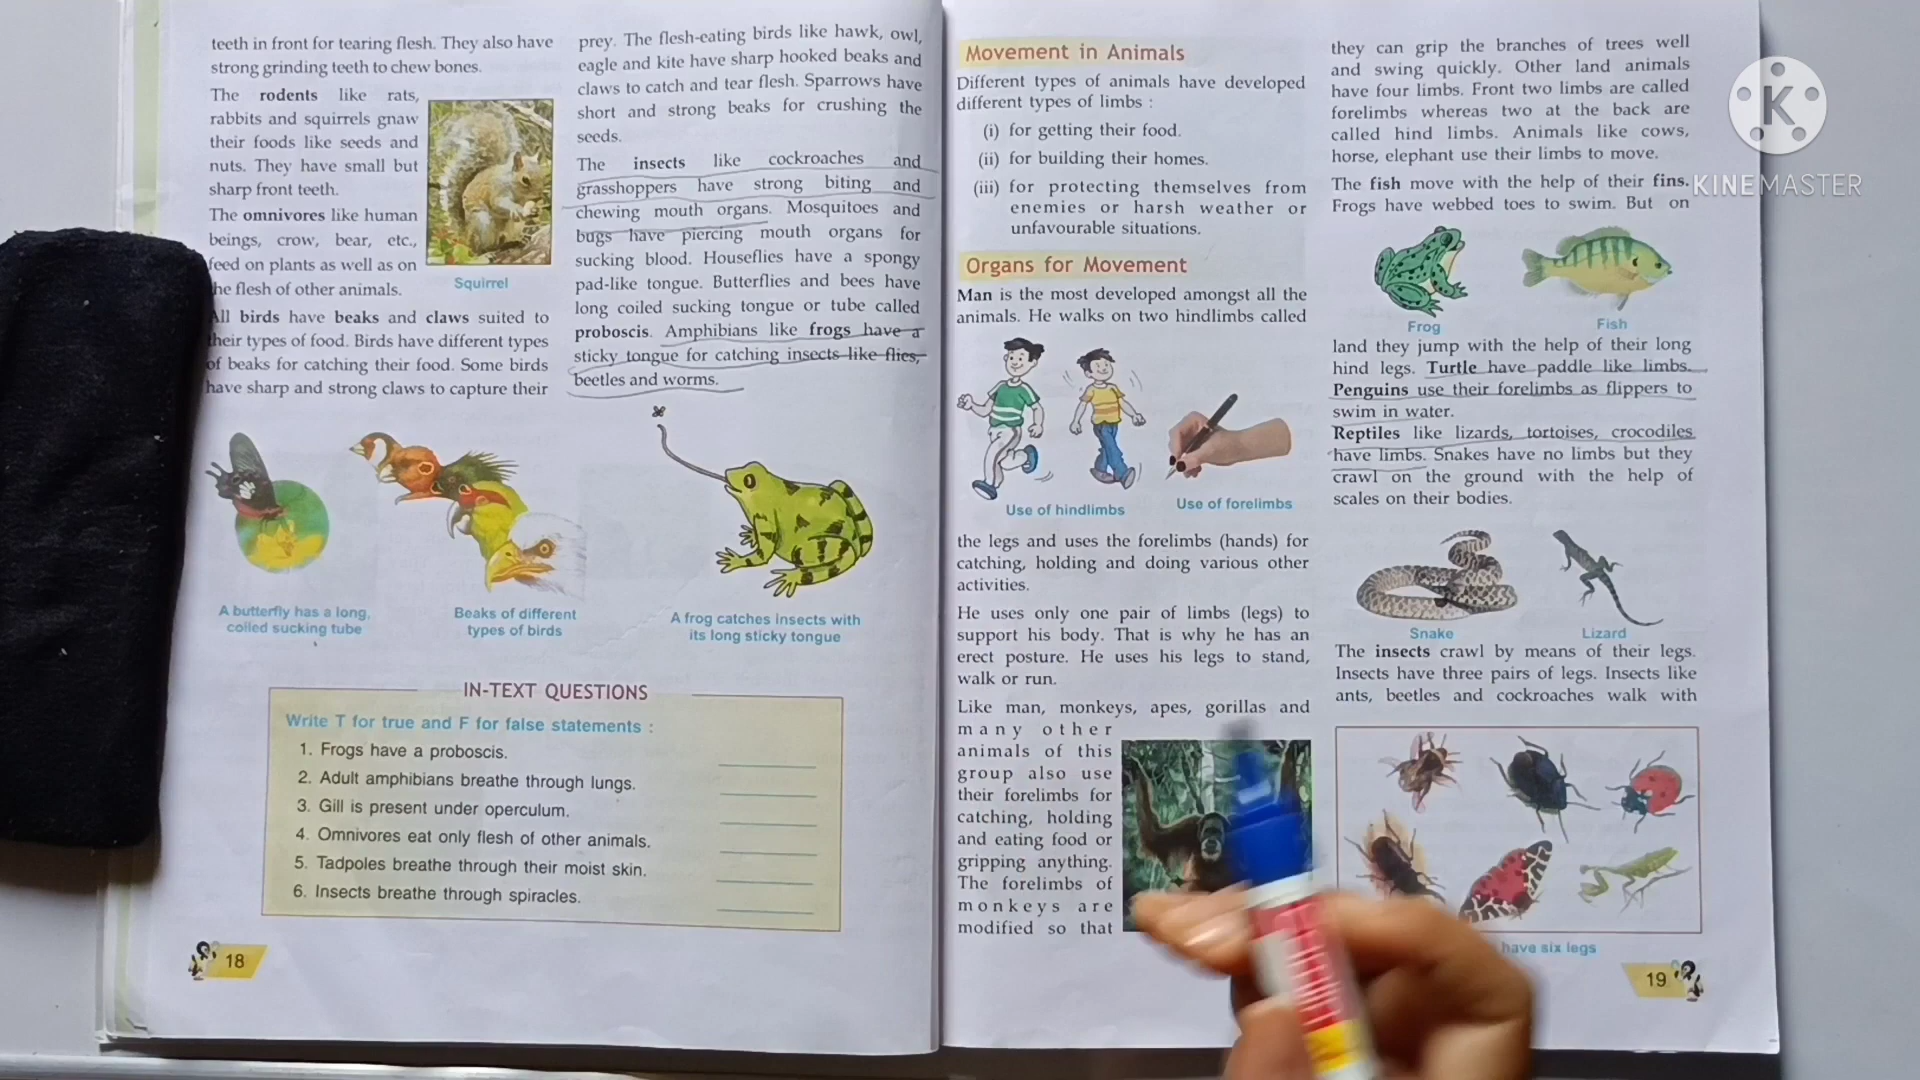 teeth in front for tearing flesh. They also have
strong grinding teeth to chew bones.
The rodents like rats,
rabbits and squirrels gnaw
their foods like seeds and
nuts. They have small but
sharp front teeth.
The omnivores like human
beings, crow, bear, etc.,
feed on plants as well as on
he flesh of other animals.
Squirrel
All birds have beaks and claws suited to
their types of food. Birds have different types
of beaks for catching their food. Some birds
have sharp and strong claws to capture their
prey. The flesh-eating birds like hawk, owl,
eagle and kite have sharp hooked beaks and
claws to catch and tear flesh. Sparrows have
short and strong beaks for crushing the
seeds.
The insects like cockroaches and
grasshoppers have strong biting and
chewing mouth organs. Mosquitoes and
bugs have piercing mouth organs for
sucking blood. Houseflies have a spongy
pad-like tongue. Butterflies and bees have
long coiled sucking tongue or tube called
proboscis. Amphibians like frogs have a
sticky tongue for catching insects like flies,
beetles and worms.
A butterfly has a long,
coiled sucking tube
Beaks of different
types of birds
A frog catches insects with
its long sticky tongue
IN-TEXT QUESTIONS
Write T for true and F for false statements :
1. Frogs have a proboscis.
2. Adult amphibians breathe through lungs.
3. Gill is present under operculum.
4. Omnivores eat only flesh of other animals.
5. Tadpoles breathe through their moist skin.
6. Insects breathe through spiracles.
18
Movement in Animals
Different types of animals have developed
different types of limbs :
(i) for getting their food.
(ii) for building their homes.
(iii) for protecting themselves from
enemies or harsh weather or
unfavourable situations.
Organs for Movement
Man is the most developed amongst all the
animals. He walks on two hindlimbs called
Use of hindlimbs
Use of forelimbs
the legs and uses the forelimbs (hands) for
catching, holding and doing various other
activities.
He uses only one pair of limbs (legs) to
support his body. That is why he has an
erect posture. He uses his legs to stand,
walk or run.
Like man, monkeys, apes, gorillas and
many other
animals of this
group also use
their forelimbs for
catching, holding
and eating food or
gripping anything.
The forelimbs of
monkeys are
modified so that
they can grip the branches of trees well
and swing quickly. Other land animals
have four limbs. Front two limbs are called
forelimbs whereas two at the back are
called hind limbs. Animals like cows,
horse, elephant use their limbs to move.
The fish move with the help of their fins.
Frogs have webbed toes to swim. But on
Frog
Fish
land they jump with the help of their long
hind legs. Turtle have paddle like limbs.
Penguins use their forelimbs as flippers to
swim in water.
Reptiles like lizards, tortoises, crocodiles
have limbs. Snakes have no limbs but they
crawl on the ground with the help of
scales on their bodies.
Snake
Lizard
The insects crawl by means of their legs.
Insects have three pairs of legs. Insects like
ants, beetles and cockroaches walk with
have six legs
19
K
KINEMASTER